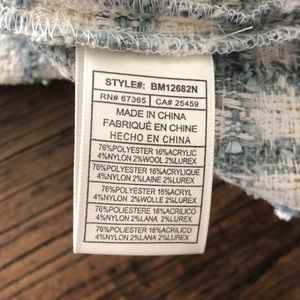 STYLE#: BM12682N
RN# 67365 CA# 25459
MADE IN CHINA
FABRIQUÉ EN CHINE
HECHO EN CHINA
76%POLYESTER 16%ACRYLIC
4%NYLON 2%WOOL 2%LUREX
76%POLYESTER 16%ACRYLIQUE
4%NYLON 2%LAINE 2%LUREX
76%POLYESTER 16%ACRYL
4%NYLON 2%WOLLE 2%LUREX
76%POLIESTERE 16%ACRILICO
4%NYLON 2%LANA 2%LUREX
76%POLIESTER 16%ACRILICO
4%NYLON 2%LANA 2%LUREX